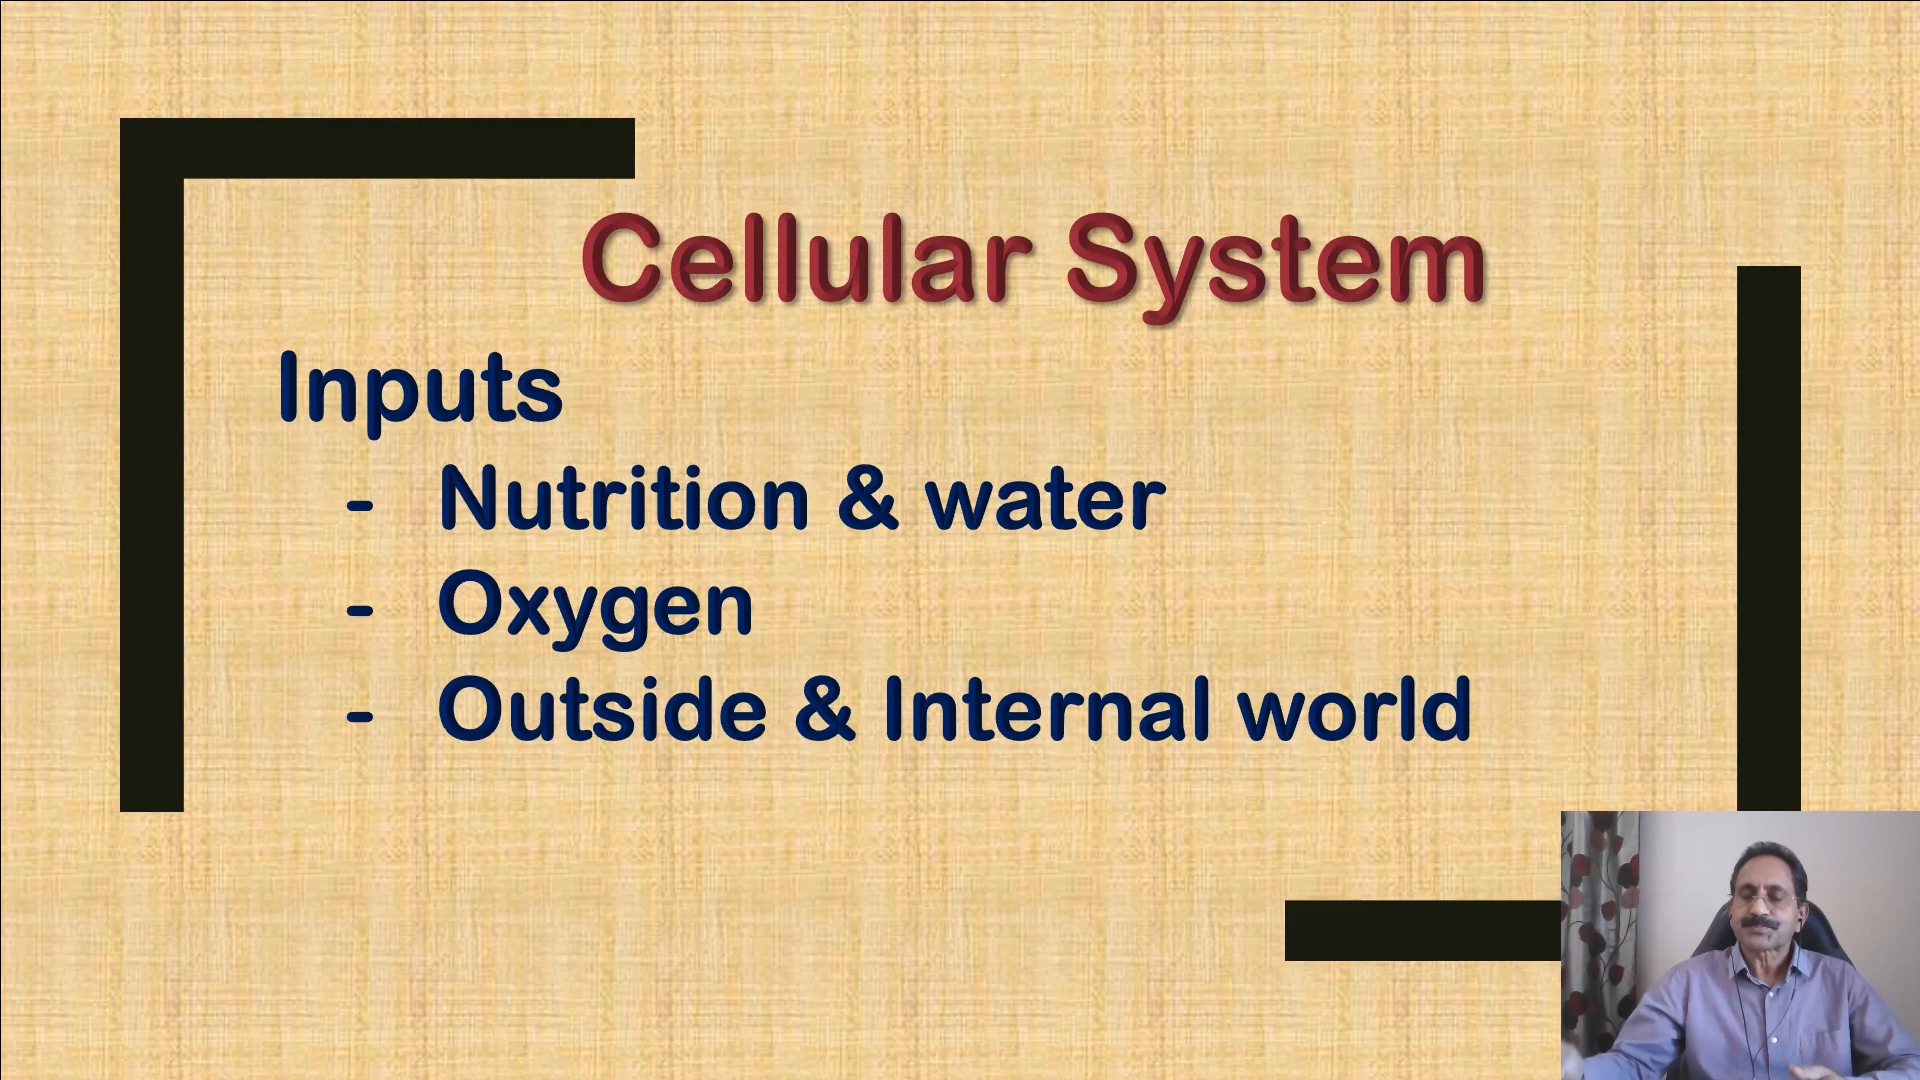 Cellular System
Inputs
- Nutrition & water
- Oxygen
- Outside & Internal world